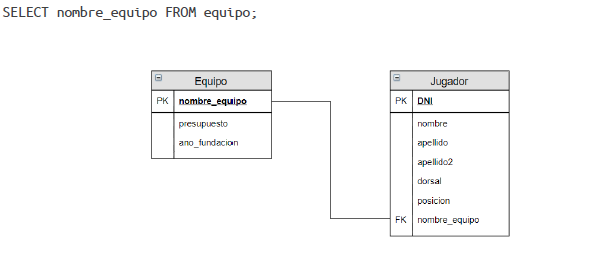 SELECT nombre_equipo FROM equipo;
Equipo
PK nombre_equipo
presupuesto
ano_fundacion
Jugador
PK DNI
nombre
apellido
apellido2
dorsal
posicion
FK nombre_equipo